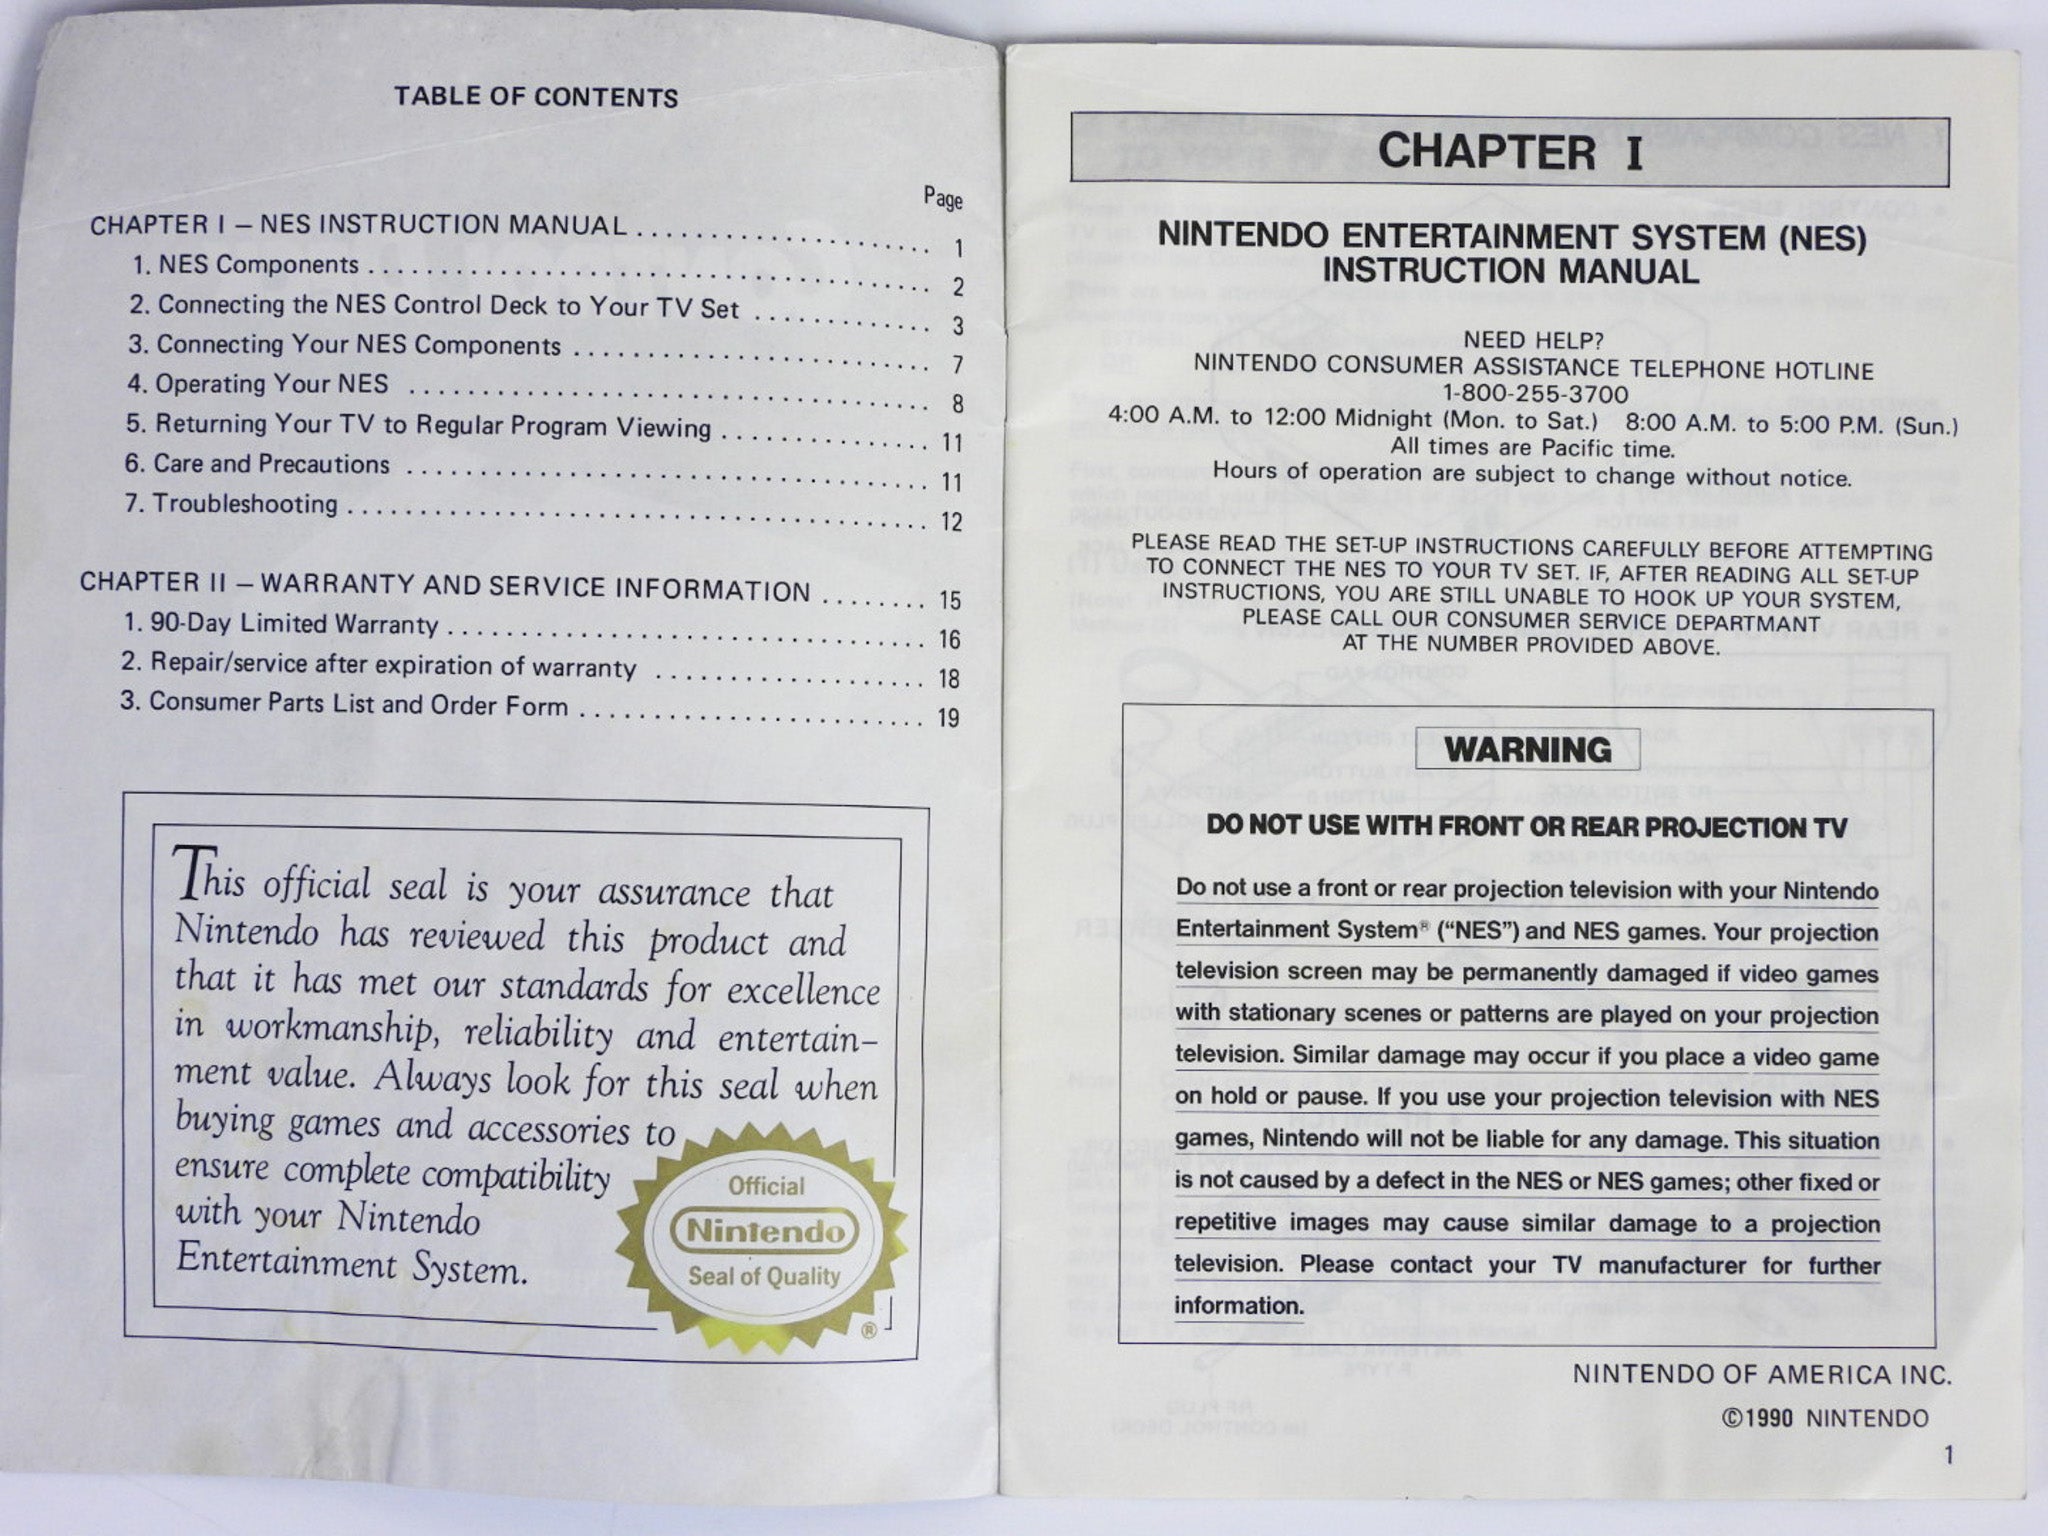 TABLE OF CONTENTS
Page
CHAPTER I – NES INSTRUCTION MANUAL ........................ 1
1. NES Components ........................ 2
2. Connecting the NES Control Deck to Your TV Set ............ 3
3. Connecting Your NES Components ........................ 7
4. Operating Your NES ........................ 8
5. Returning Your TV to Regular Program Viewing ............... 11
6. Care and Precautions ........................ 11
7. Troubleshooting ........................ 12
CHAPTER II – WARRANTY AND SERVICE INFORMATION ........ 15
1. 90-Day Limited Warranty ........................ 16
2. Repair/service after expiration of warranty ................ 18
3. Consumer Parts List and Order Form ........................ 19
This official seal is your assurance that
Nintendo has reviewed this product and
that it has met our standards for excellence
in workmanship, reliability and entertain-
ment value. Always look for this seal when
buying games and accessories to
ensure complete compatibility
with your Nintendo
Entertainment System.
Official
Nintendo
Seal of Quality
®
CHAPTER I
NINTENDO ENTERTAINMENT SYSTEM (NES)
INSTRUCTION MANUAL
NEED HELP?
NINTENDO CONSUMER ASSISTANCE TELEPHONE HOTLINE
1-800-255-3700
4:00 A.M. to 12:00 Midnight (Mon. to Sat.) 8:00 A.M. to 5:00 P.M. (Sun.)
All times are Pacific time.
Hours of operation are subject to change without notice.
PLEASE READ THE SET-UP INSTRUCTIONS CAREFULLY BEFORE ATTEMPTING
TO CONNECT THE NES TO YOUR TV SET. IF, AFTER READING ALL SET-UP
INSTRUCTIONS, YOU ARE STILL UNABLE TO HOOK UP YOUR SYSTEM,
PLEASE CALL OUR CONSUMER SERVICE DEPARTMANT
AT THE NUMBER PROVIDED ABOVE.
WARNING
DO NOT USE WITH FRONT OR REAR PROJECTION TV
Do not use a front or rear projection television with your Nintendo
Entertainment System® (“NES”) and NES games. Your projection
television screen may be permanently damaged if video games
with stationary scenes or patterns are played on your projection
television. Similar damage may occur if you place a video game
on hold or pause. If you use your projection television with NES
games, Nintendo will not be liable for any damage. This situation
is not caused by a defect in the NES or NES games; other fixed or
repetitive images may cause similar damage to a projection
television. Please contact your TV manufacturer for further
information.
NINTENDO OF AMERICA INC.
©1990 NINTENDO
1